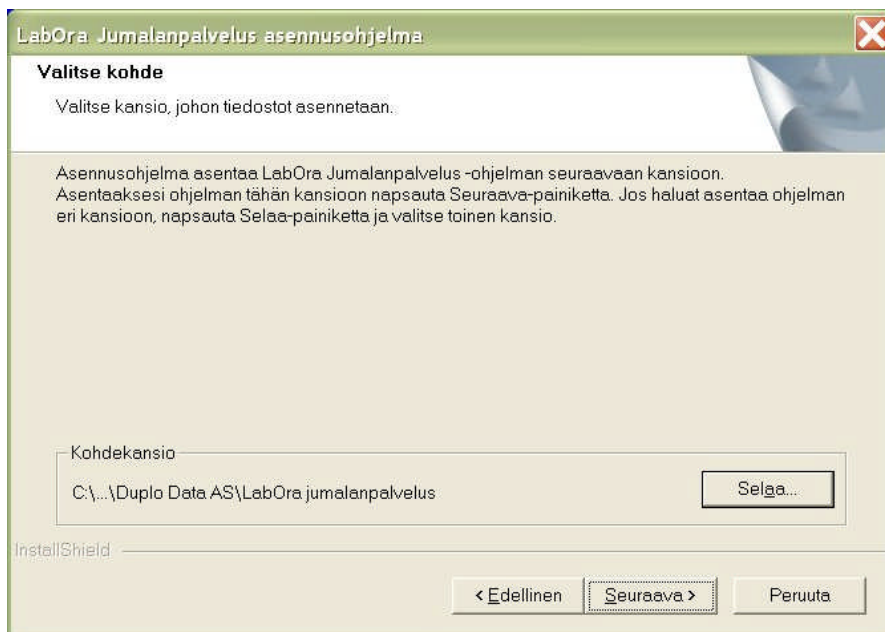 LabOra Jumalanpalvelus asennusohjelma
Valitse kohde
Valitse kansio, johon tiedostot asennetaan.
Asennusohjelma asentaa LabOra Jumalanpalvelus -ohjelman seuraavaan kansioon.
Asentaaksesi ohjelman tähän kansioon napsauta Seuraava-painiketta. Jos haluat asentaa ohjelman
eri kansioon, napsauta Selaa-painiketta ja valitse toinen kansio.
Kohdekansio
C:\...\Duplo Data AS\LabOra jumalanpalvelus
Selaa...
InstallShield
< Edellinen
Seuraava >
Peruuta